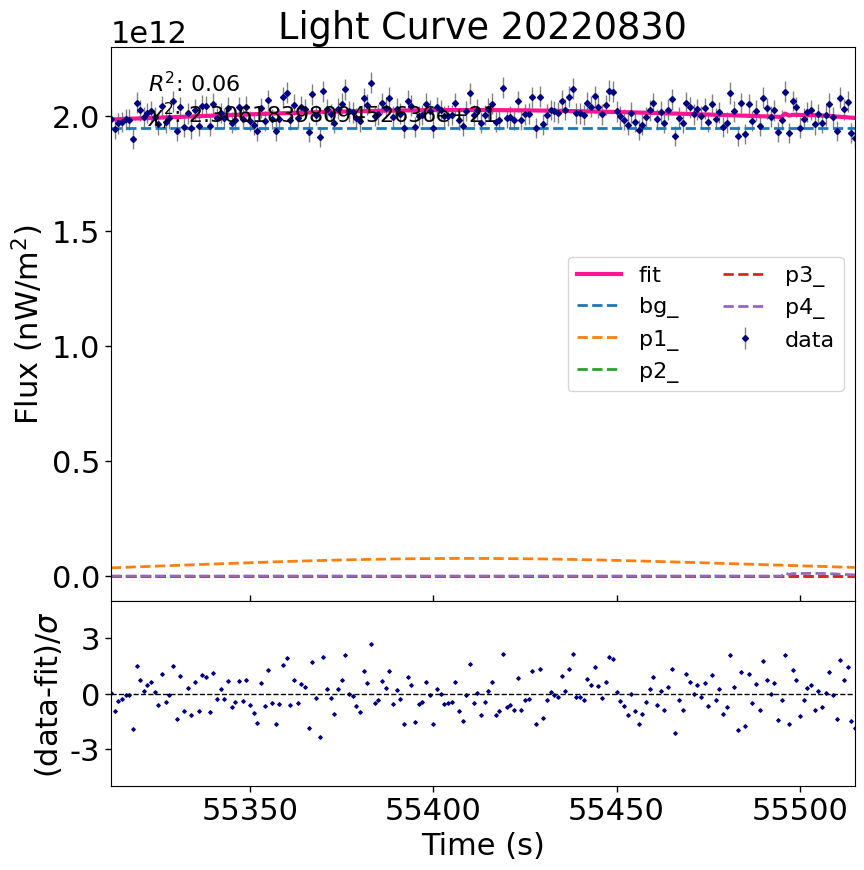 Light Curve 20220830
1e12
R²: 0.06
χ²:
2.0
1.5
1.0
0.5
0.0
Flux (nW/m²)
fit
bg_
p1_
p2_
p3_
p4_
data
3
0
-3
(data-fit)/σ
55350 55400 55450 55500
Time (s)